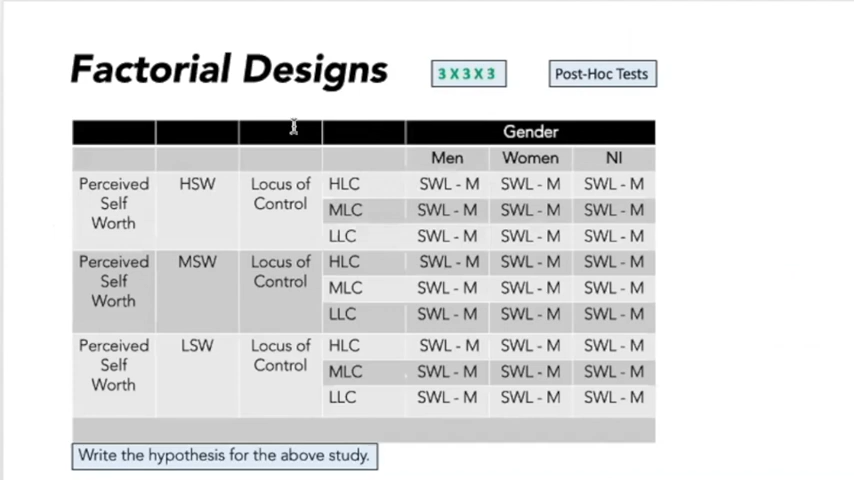 Factorial Designs 3 X 3 X 3 Post-Hoc Tests
Gender
Men Women NI
Perceived Self Worth HSW Locus of Control HLC SWL - M SWL - M SWL - M
MLC SWL - M SWL - M SWL - M
LLC SWL - M SWL - M SWL - M
Perceived Self Worth MSW Locus of Control HLC SWL - M SWL - M SWL - M
MLC SWL - M SWL - M SWL - M
LLC SWL - M SWL - M SWL - M
Perceived Self Worth LSW Locus of Control HLC SWL - M SWL - M SWL - M
MLC SWL - M SWL - M SWL - M
LLC SWL - M SWL - M SWL - M
Write the hypothesis for the above study.